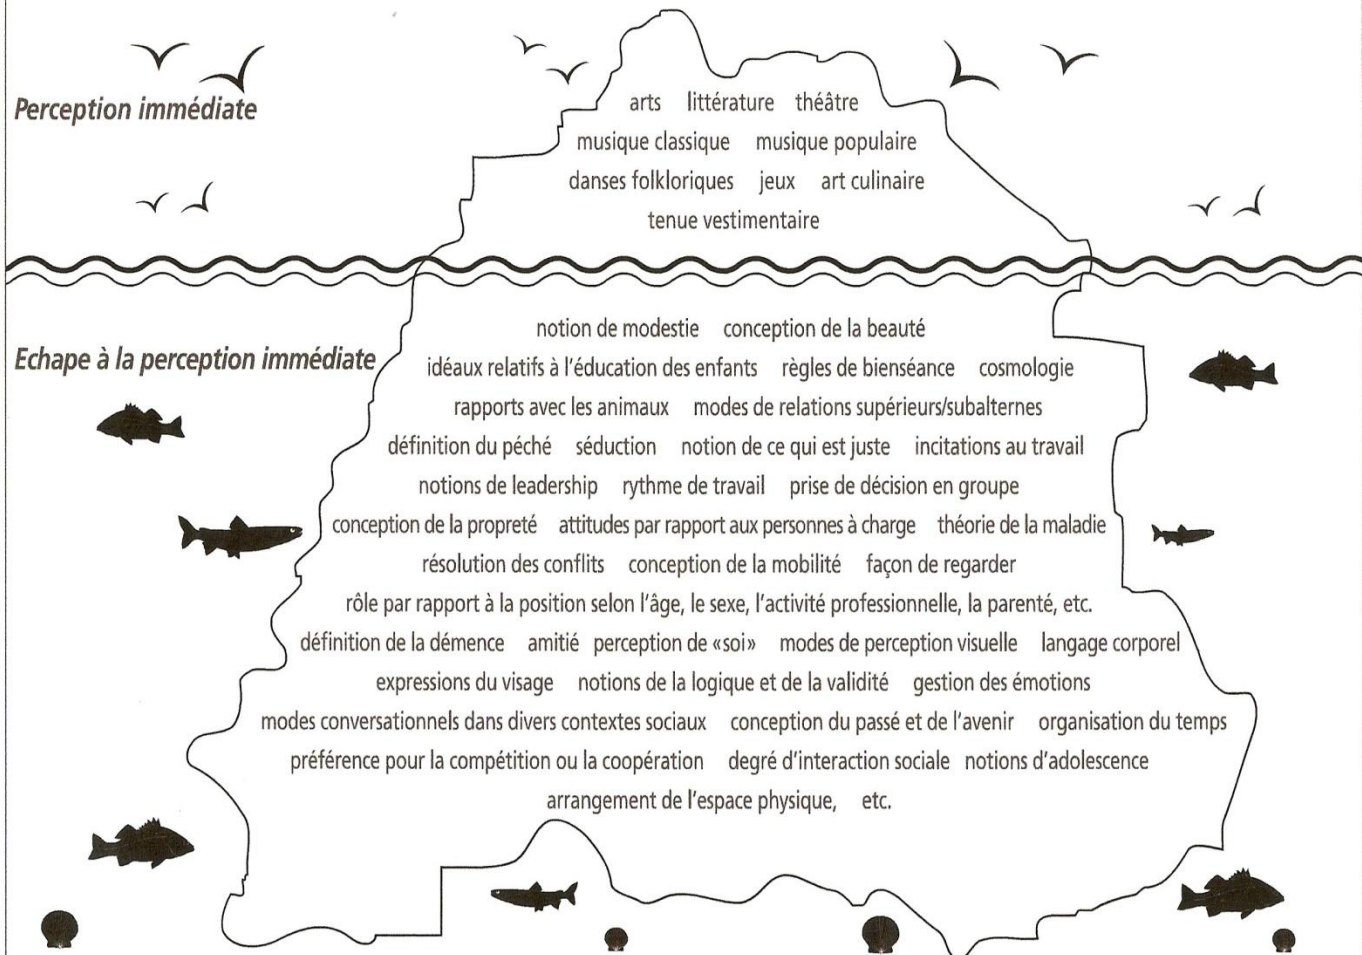 Perception immédiate
arts littérature théâtre
musique classique musique populaire
danses folkloriques jeux art culinaire
tenue vestimentaire
notion de modestie conception de la beauté
Echape à la perception immédiate
idéaux relatifs à l'éducation des enfants règles de bienséance cosmologie
rapports avec les animaux modes de relations supérieurs/subalternes
définition du péché séduction notion de ce qui est juste incitations au travail
notions de leadership rythme de travail prise de décision en groupe
conception de la propreté attitudes par rapport aux personnes à charge théorie de la maladie
résolution des conflits conception de la mobilité façon de regarder
rôle par rapport à la position selon l'âge, le sexe, l'activité professionnelle, la parenté, etc.
définition de la démence amitié perception de «soi» modes de perception visuelle langage corporel
expressions du visage notions de la logique et de la validité gestion des émotions
modes conversationnels dans divers contextes sociaux conception du passé et de l'avenir organisation du temps
préférence pour la compétition ou la coopération degré d'interaction sociale notions d'adolescence
arrangement de l'espace physique, etc.